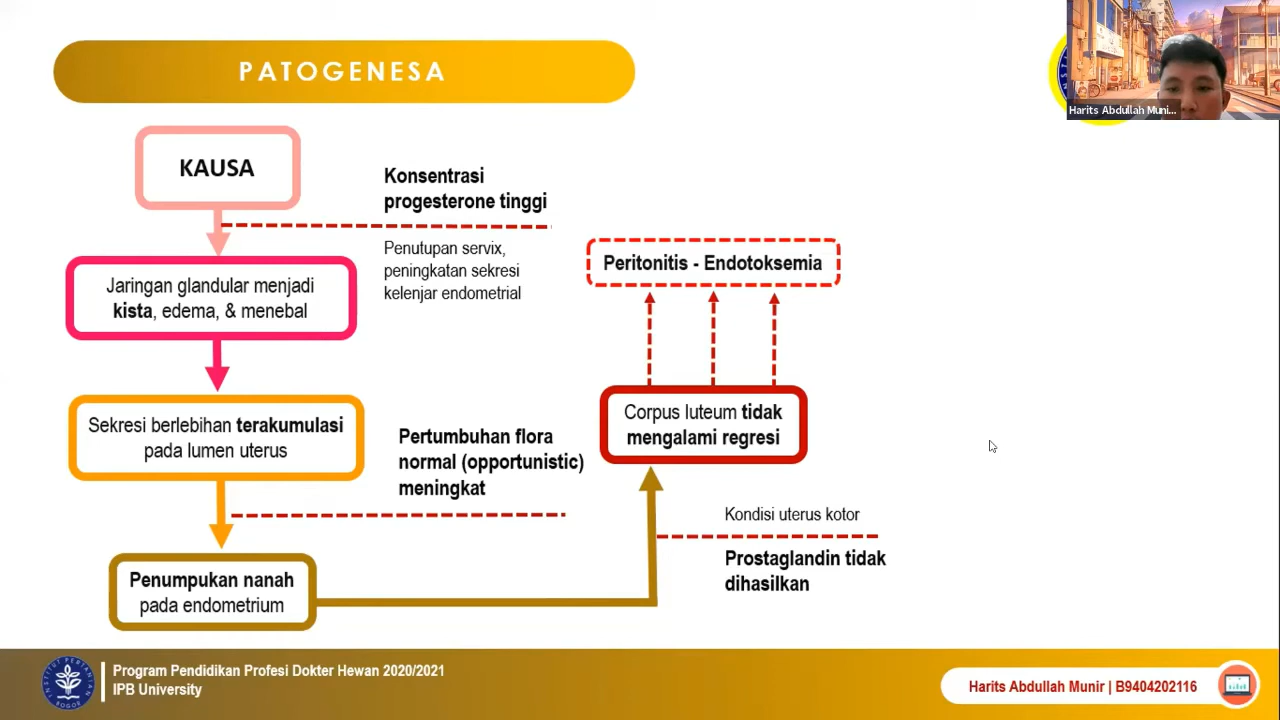 PATOGENESA
Harits Abdullah Muni...
KAUSA
Konsentrasi
progesterone tinggi
Penutupan servix,
peningkatan sekresi
kelenjar endometrial
Jaringan glandular menjadi
kista, edema, & menebal
Sekresi berlebihan terakumulasi
pada lumen uterus
Pertumbuhan flora
normal (opportunistic)
meningkat
Penumpukan nanah
pada endometrium
Peritonitis - Endotoksemia
Corpus luteum tidak
mengalami regresi
Kondisi uterus kotor
Prostaglandin tidak
dihasilkan
INSTITUT PERTANIAN
BOGOR
Program Pendidikan Profesi Dokter Hewan 2020/2021
IPB University
Harits Abdullah Munir | B9404202116